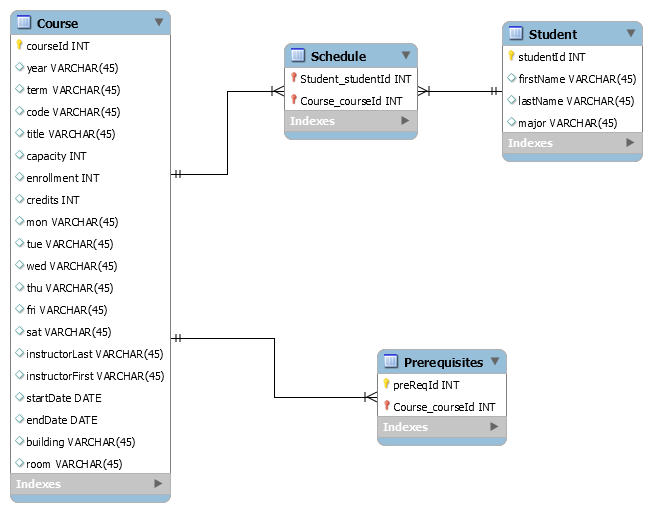 Course
courseId INT
year VARCHAR(45)
term VARCHAR(45)
code VARCHAR(45)
title VARCHAR(45)
capacity INT
enrollment INT
credits INT
mon VARCHAR(45)
tue VARCHAR(45)
wed VARCHAR(45)
thu VARCHAR(45)
fri VARCHAR(45)
sat VARCHAR(45)
instructorLast VARCHAR(45)
instructorFirst VARCHAR(45)
startDate DATE
endDate DATE
building VARCHAR(45)
room VARCHAR(45)
Indexes
Schedule
Student_studentId INT
Course_courseId INT
Indexes
Student
studentId INT
firstName VARCHAR(45)
lastName VARCHAR(45)
major VARCHAR(45)
Indexes
Prerequisites
preReqId INT
Course_courseId INT
Indexes